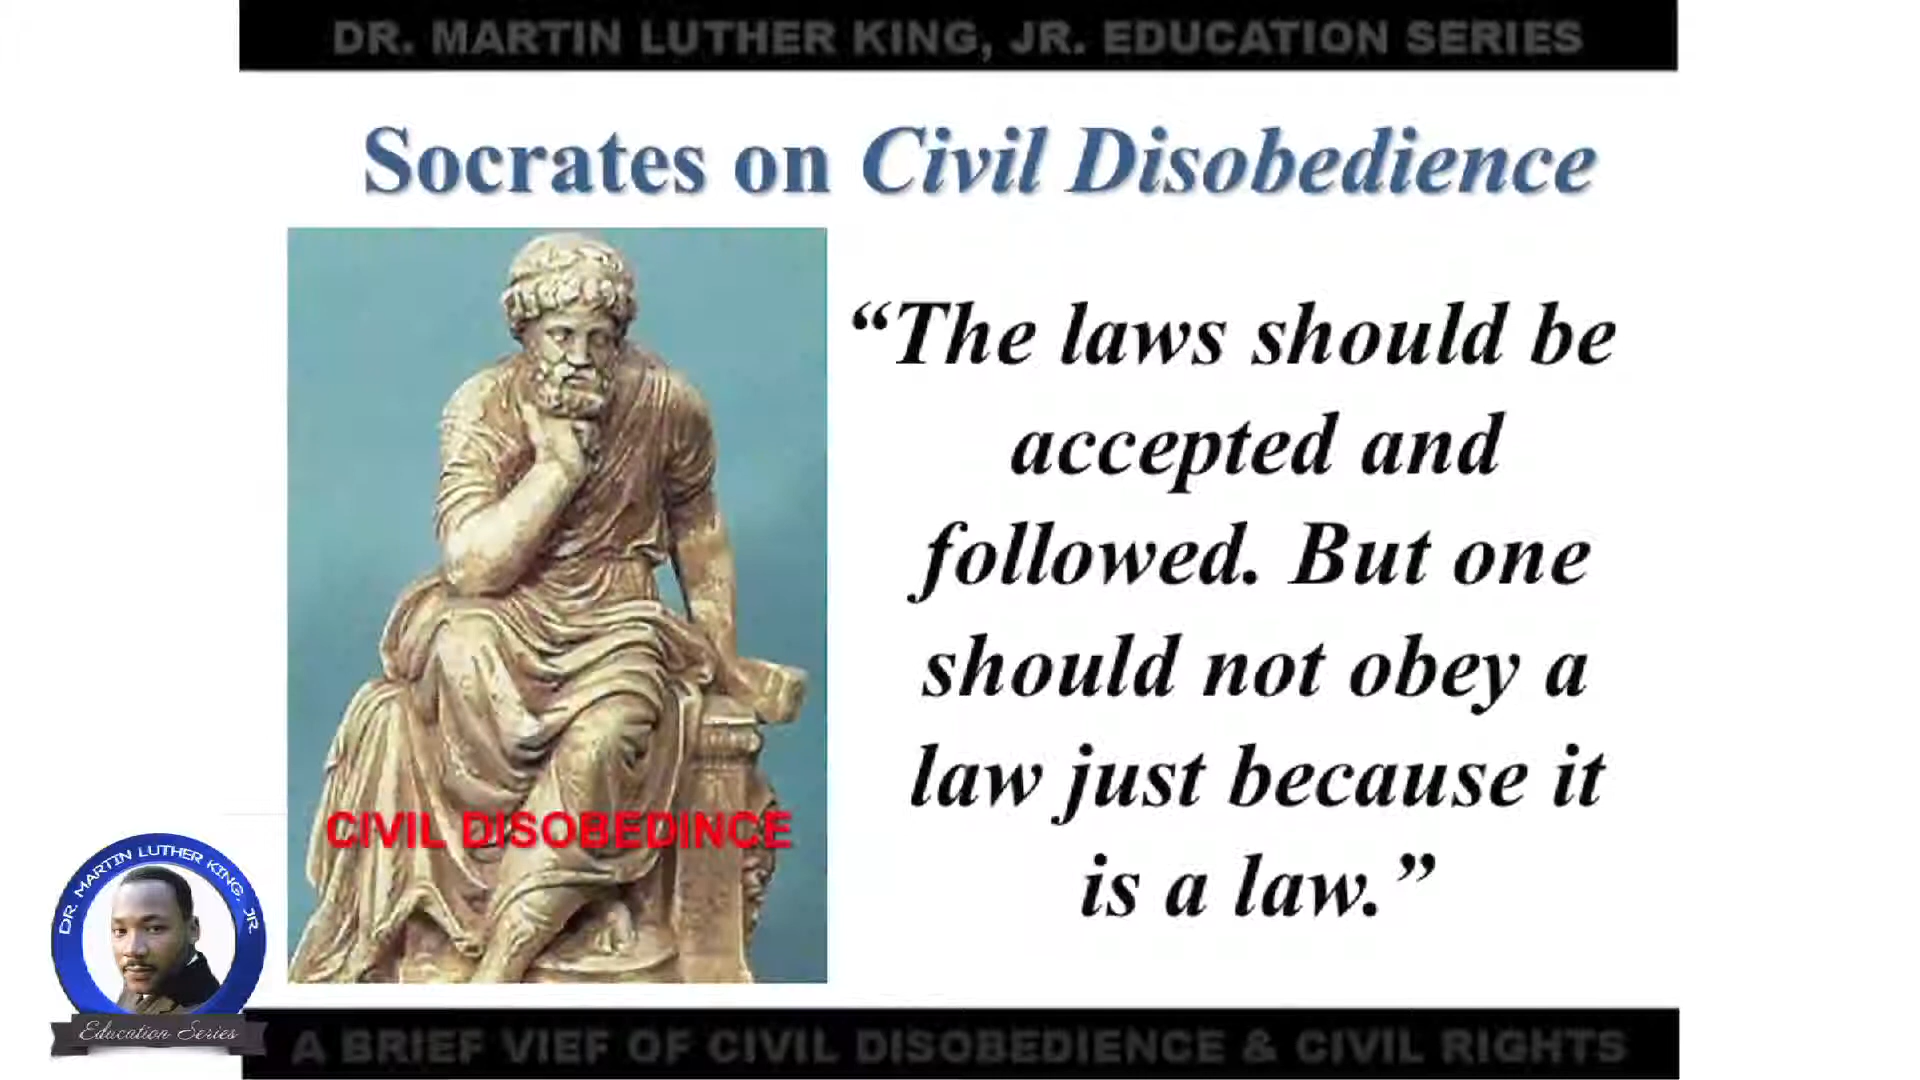 DR. MARTIN LUTHER KING, JR. EDUCATION SERIES
Socrates on Civil Disobedience
“The laws should be
accepted and
followed. But one
should not obey a
law just because it
is a law.”
CIVIL DISOBEDINCE
DR. MARTIN LUTHER KING, JR.
Education Series
A BRIEF VIEF OF CIVIL DISOBEDIENCE & CIVIL RIGHTS